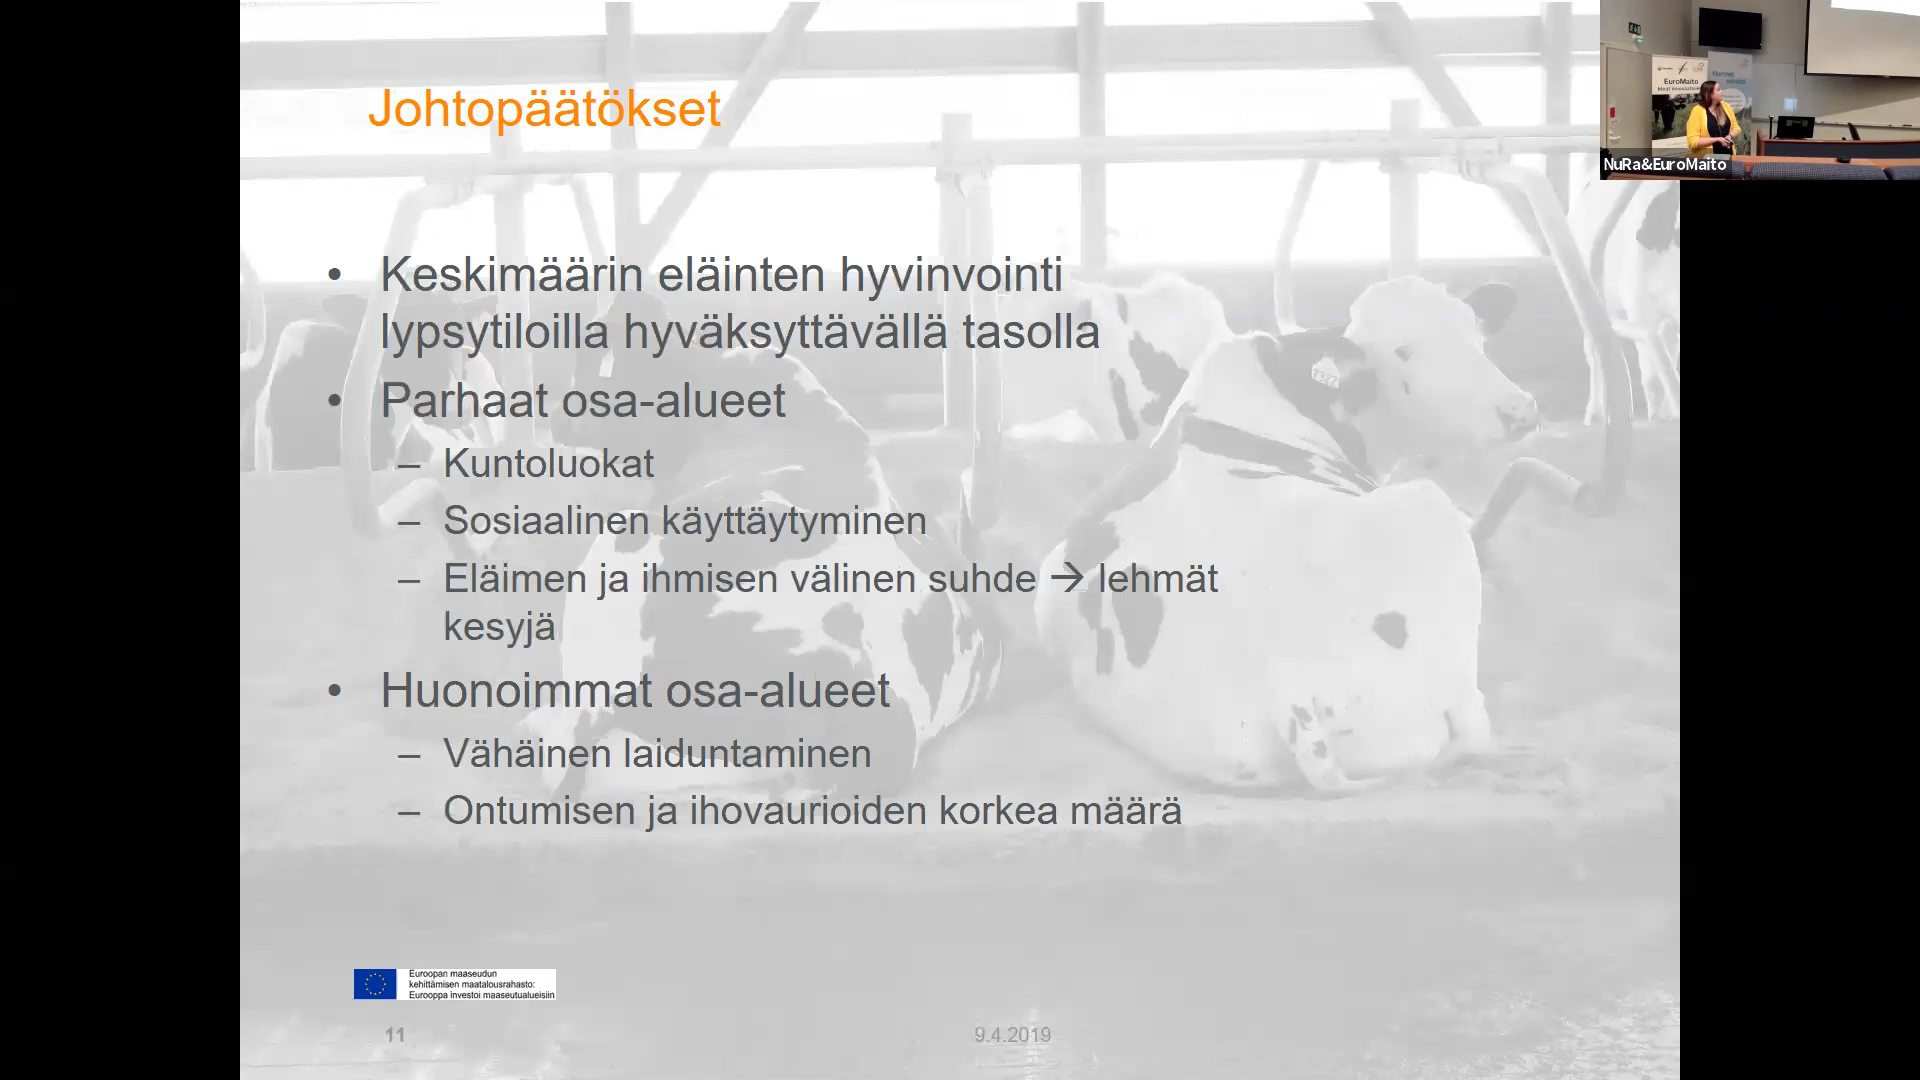 Johtopäätökset
• Keskimäärin eläinten hyvinvointi
lypsytiloilla hyväksyttävällä tasolla
• Parhaat osa-alueet
– Kuntoluokat
– Sosiaalinen käyttäytyminen
– Eläimen ja ihmisen välinen suhde → lehmät
kesyjä
• Huonoimmat osa-alueet
– Vähäinen laiduntaminen
– Ontumisen ja ihovaurioiden korkea määrä
Euroopan maaseudun
kehittämisen maatalousrahasto:
Eurooppa investoi maaseutualueisiin
11
9.4.2019
EuroMaito
NuRa&EuroMaito